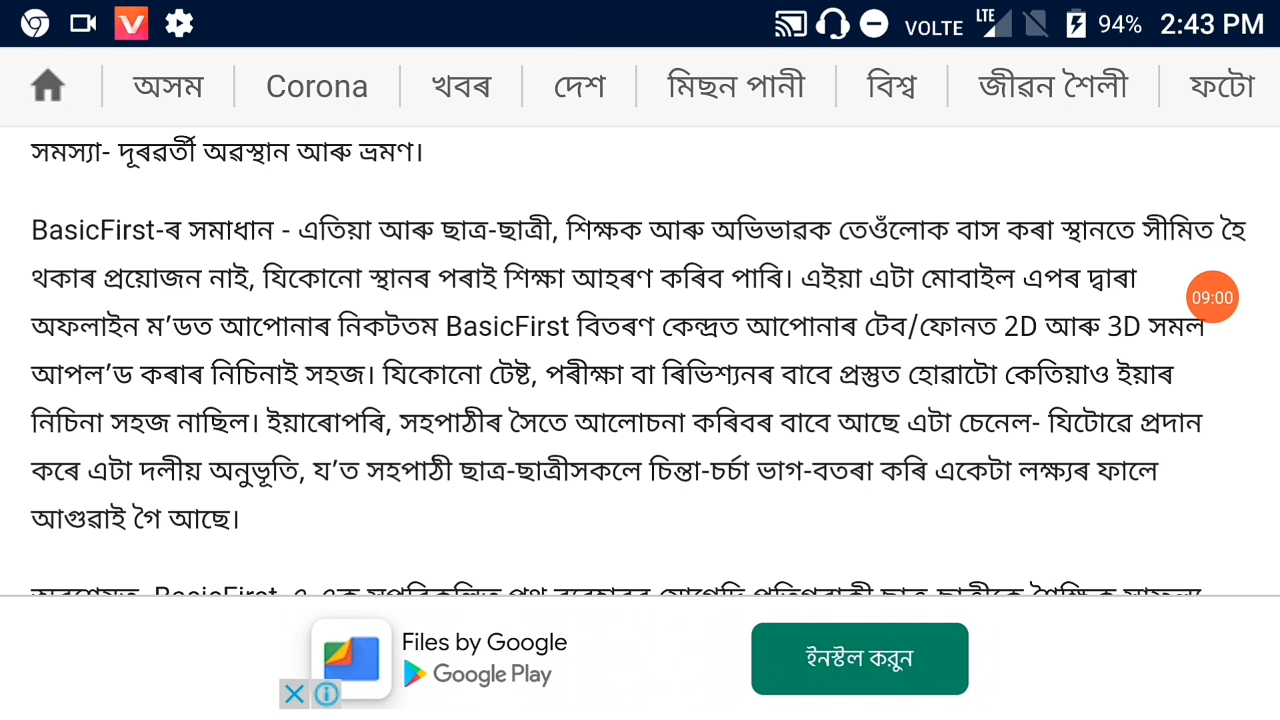 VOLTE LTE 94% 2:43 PM
অসম Corona খবৰ দেশ মিছন পানী বিশ্ব জীৱন শৈলী ফটো
সমস্যা- দূৰৱৰ্তী অৱস্থান আৰু ভ্ৰমণ।
BasicFirst-ৰ সমাধান - এতিয়া আৰু ছাত্ৰ-ছাত্ৰী, শিক্ষক আৰু অভিভাৱক তেওঁলোক বাস কৰা স্থানতে সীমিত হৈ
থকাৰ প্ৰয়োজন নাই, যিকোনো স্থানৰ পৰাই শিক্ষা আহৰণ কৰিব পাৰি। এইয়া এটা মোবাইল এপৰ দ্বাৰা
09:00
অফলাইন ম’ডত আপোনাৰ নিকটতম BasicFirst বিতৰণ কেন্দ্ৰত আপোনাৰ টেব/ফোনত 2D আৰু 3D সমল
আপল’ড কৰাৰ নিচিনাই সহজ। যিকোনো টেষ্ট, পৰীক্ষা বা ৰিভিশ্যনৰ বাবে প্ৰস্তুত হোৱাটো কেতিয়াও ইয়াৰ
নিচিনা সহজ নাছিল। ইয়াৰোপৰি, সহপাঠীৰ সৈতে আলোচনা কৰিবৰ বাবে আছে এটা চেনেল- যিটোৱে প্ৰদান
কৰে এটা দলীয় অনুভূতি, য’ত সহপাঠী ছাত্ৰ-ছাত্ৰীসকলে চিন্তা-চৰ্চা ভাগ-বতৰা কৰি একেটা লক্ষ্যৰ ফালে
আগুৱাই গৈ আছে।
Files by Google
Google Play
ইনস্টল করুন